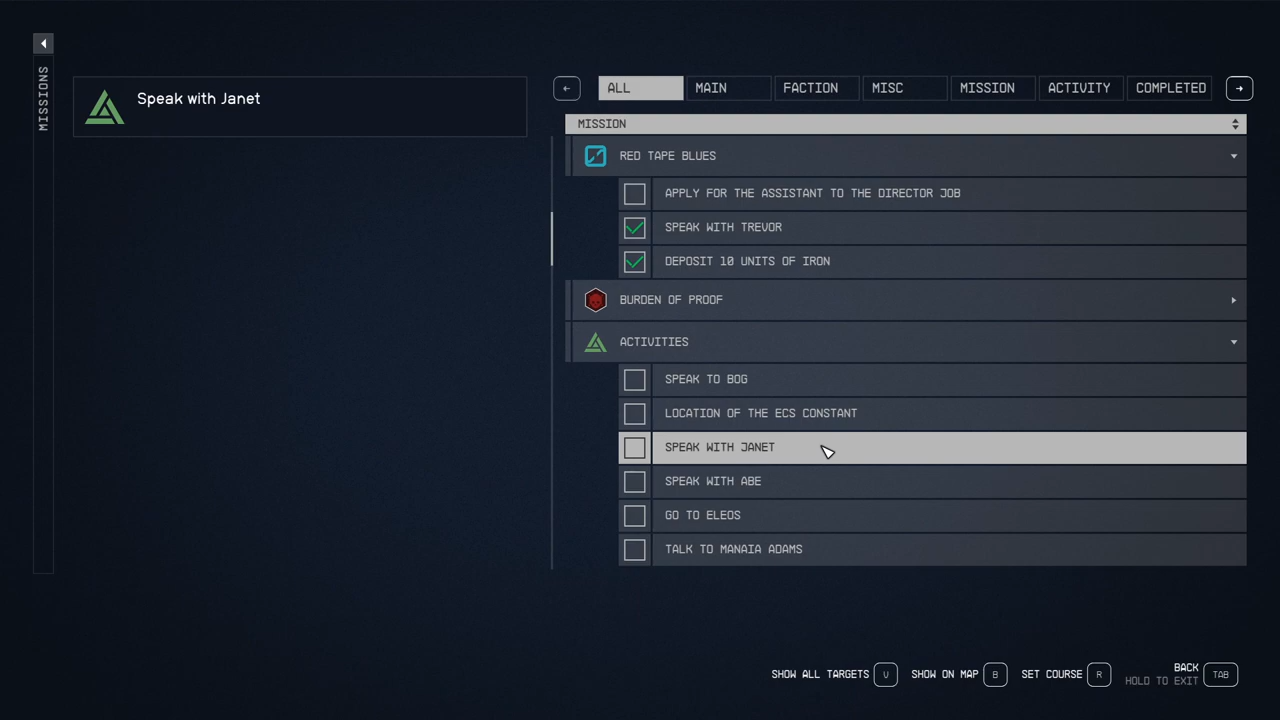 MISSIONS
Speak with Janet
ALL
MAIN
FACTION
MISC
MISSION
ACTIVITY
COMPLETED
MISSION
RED TAPE BLUES
APPLY FOR THE ASSISTANT TO THE DIRECTOR JOB
SPEAK WITH TREVOR
DEPOSIT 10 UNITS OF IRON
BURDEN OF PROOF
ACTIVITIES
SPEAK TO BOG
LOCATION OF THE ECS CONSTANT
SPEAK WITH JANET
SPEAK WITH ABE
GO TO ELEOS
TALK TO MANAIA ADAMS
SHOW ALL TARGETS V
SHOW ON MAP B
SET COURSE R
BACK
HOLD TO EXIT
TAB